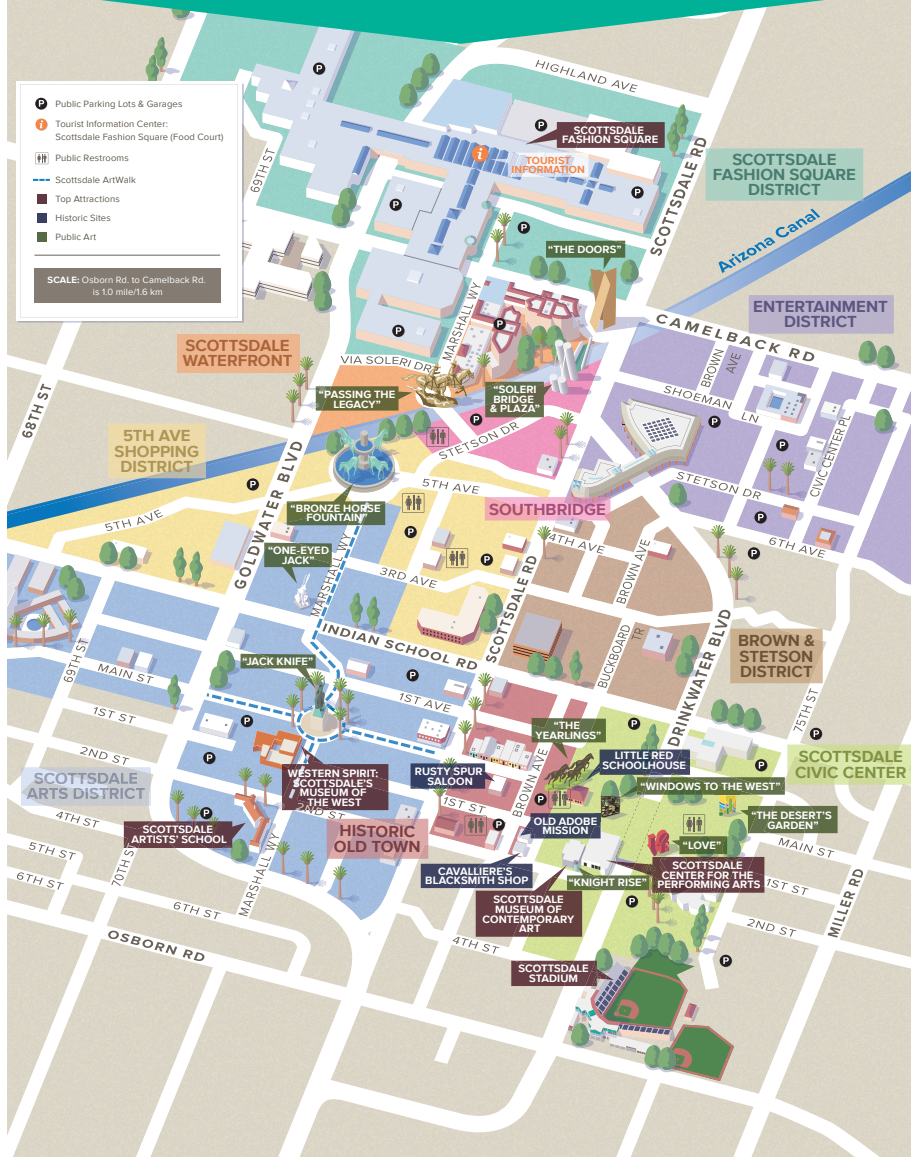 HIGHLAND AVE
P
P
Public Parking Lots & Garages
i
Tourist Information Center:
Scottsdale Fashion Square (Food Court)
Public Restrooms
Scottsdale ArtWalk
Top Attractions
Historic Sites
Public Art
SCALE: Osborn Rd. to Camelback Rd.
is 1.0 mile/1.6 km
P
SCOTTSDALE
FASHION SQUARE
i
TOURIST
INFORMATION
69TH ST
P
P
SCOTTSDALE RD
SCOTTSDALE
FASHION SQUARE
DISTRICT
P
"THE DOORS"
Arizona Canal
ENTERTAINMENT
DISTRICT
MARSHALL WY
P
P
CAMELBACK RD
SCOTTSDALE
WATERFRONT
VIA SOLERI DR
BROWN
AVE
68TH ST
"PASSING THE
LEGACY"
"SOLERI
BRIDGE
& PLAZA"
SHOEMAN LN
P
P
5TH AVE
SHOPPING
DISTRICT
STETSON DR
P
CIVIC CENTER PL
GOLDWATER BLVD
P
5TH AVE
STETSON DR
5TH AVE
"BRONZE HORSE
FOUNTAIN"
SOUTHBRIDGE
P
6TH AVE
P
P
P
4TH AVE
"ONE-EYED
JACK"
MARSHALL WY
3RD AVE
SCOTTSDALE RD
BROWN AVE
INDIAN SCHOOL RD
BUCKBOARD
TR
DRINKWATER BLVD
BROWN &
STETSON
DISTRICT
69TH ST
MAIN ST
"JACK KNIFE"
P
1ST AVE
75TH ST
1ST ST
P
"THE
YEARLINGS"
P
P
2ND ST
P
LITTLE RED
SCHOOLHOUSE
P
SCOTTSDALE
CIVIC CENTER
SCOTTSDALE
ARTS DISTRICT
WESTERN SPIRIT:
SCOTTSDALE'S
MUSEUM OF
THE WEST
RUSTY SPUR
SALOON
BROWN AVE
"WINDOWS TO THE WEST"
4TH ST
P
2ND ST
1ST ST
P
P
OLD ADOBE
MISSION
"THE DESERT'S
GARDEN"
SCOTTSDALE
ARTISTS' SCHOOL
HISTORIC
OLD TOWN
"LOVE"
MAIN ST
5TH ST
70TH ST
MARSHALL WY
CAVALLIERE'S
BLACKSMITH SHOP
"KNIGHT RISE"
SCOTTSDALE
CENTER FOR THE
PERFORMING ARTS
1ST ST
6TH ST
6TH ST
SCOTTSDALE
MUSEUM OF
CONTEMPORARY
ART
P
MILLER RD
2ND ST
OSBORN RD
4TH ST
P
SCOTTSDALE
STADIUM